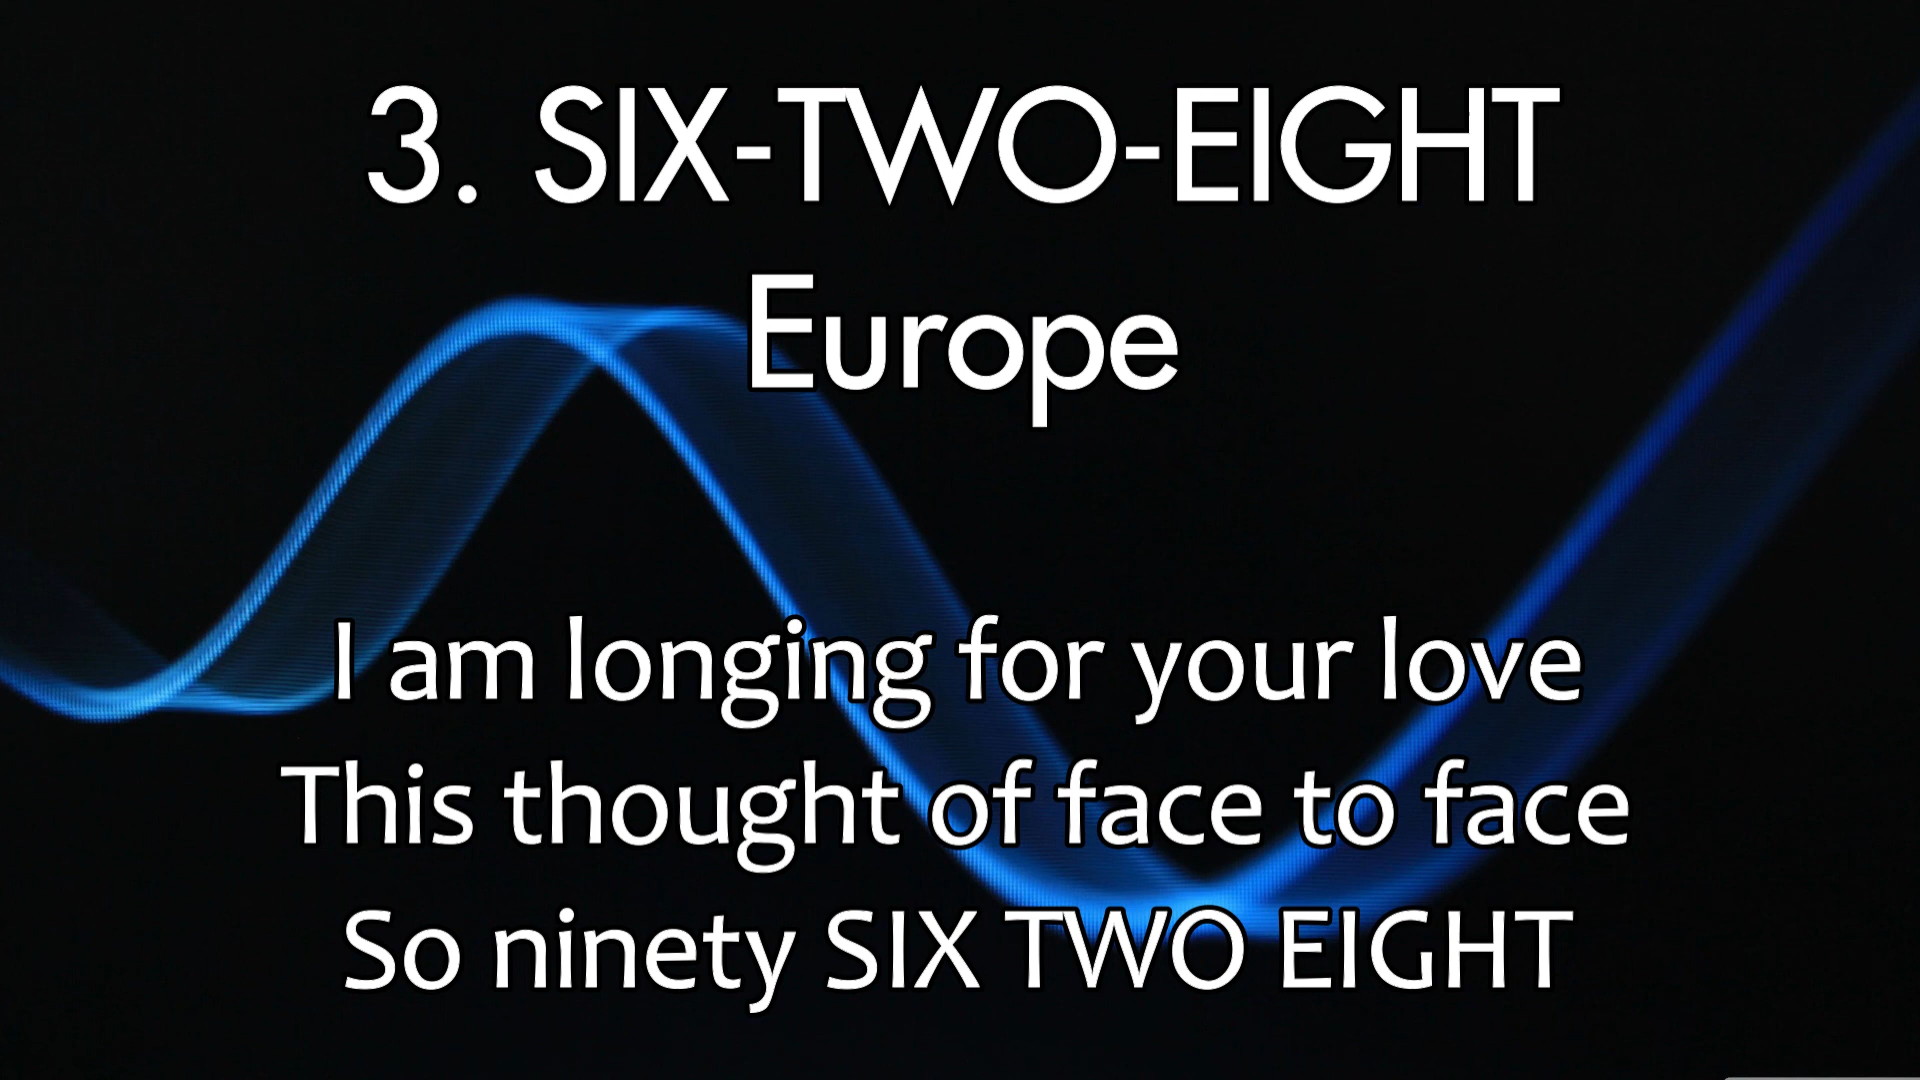 3. SIX-TWO-EIGHT
Europe
I am longing for your love
This thought of face to face
So ninety SIX TWO EIGHT